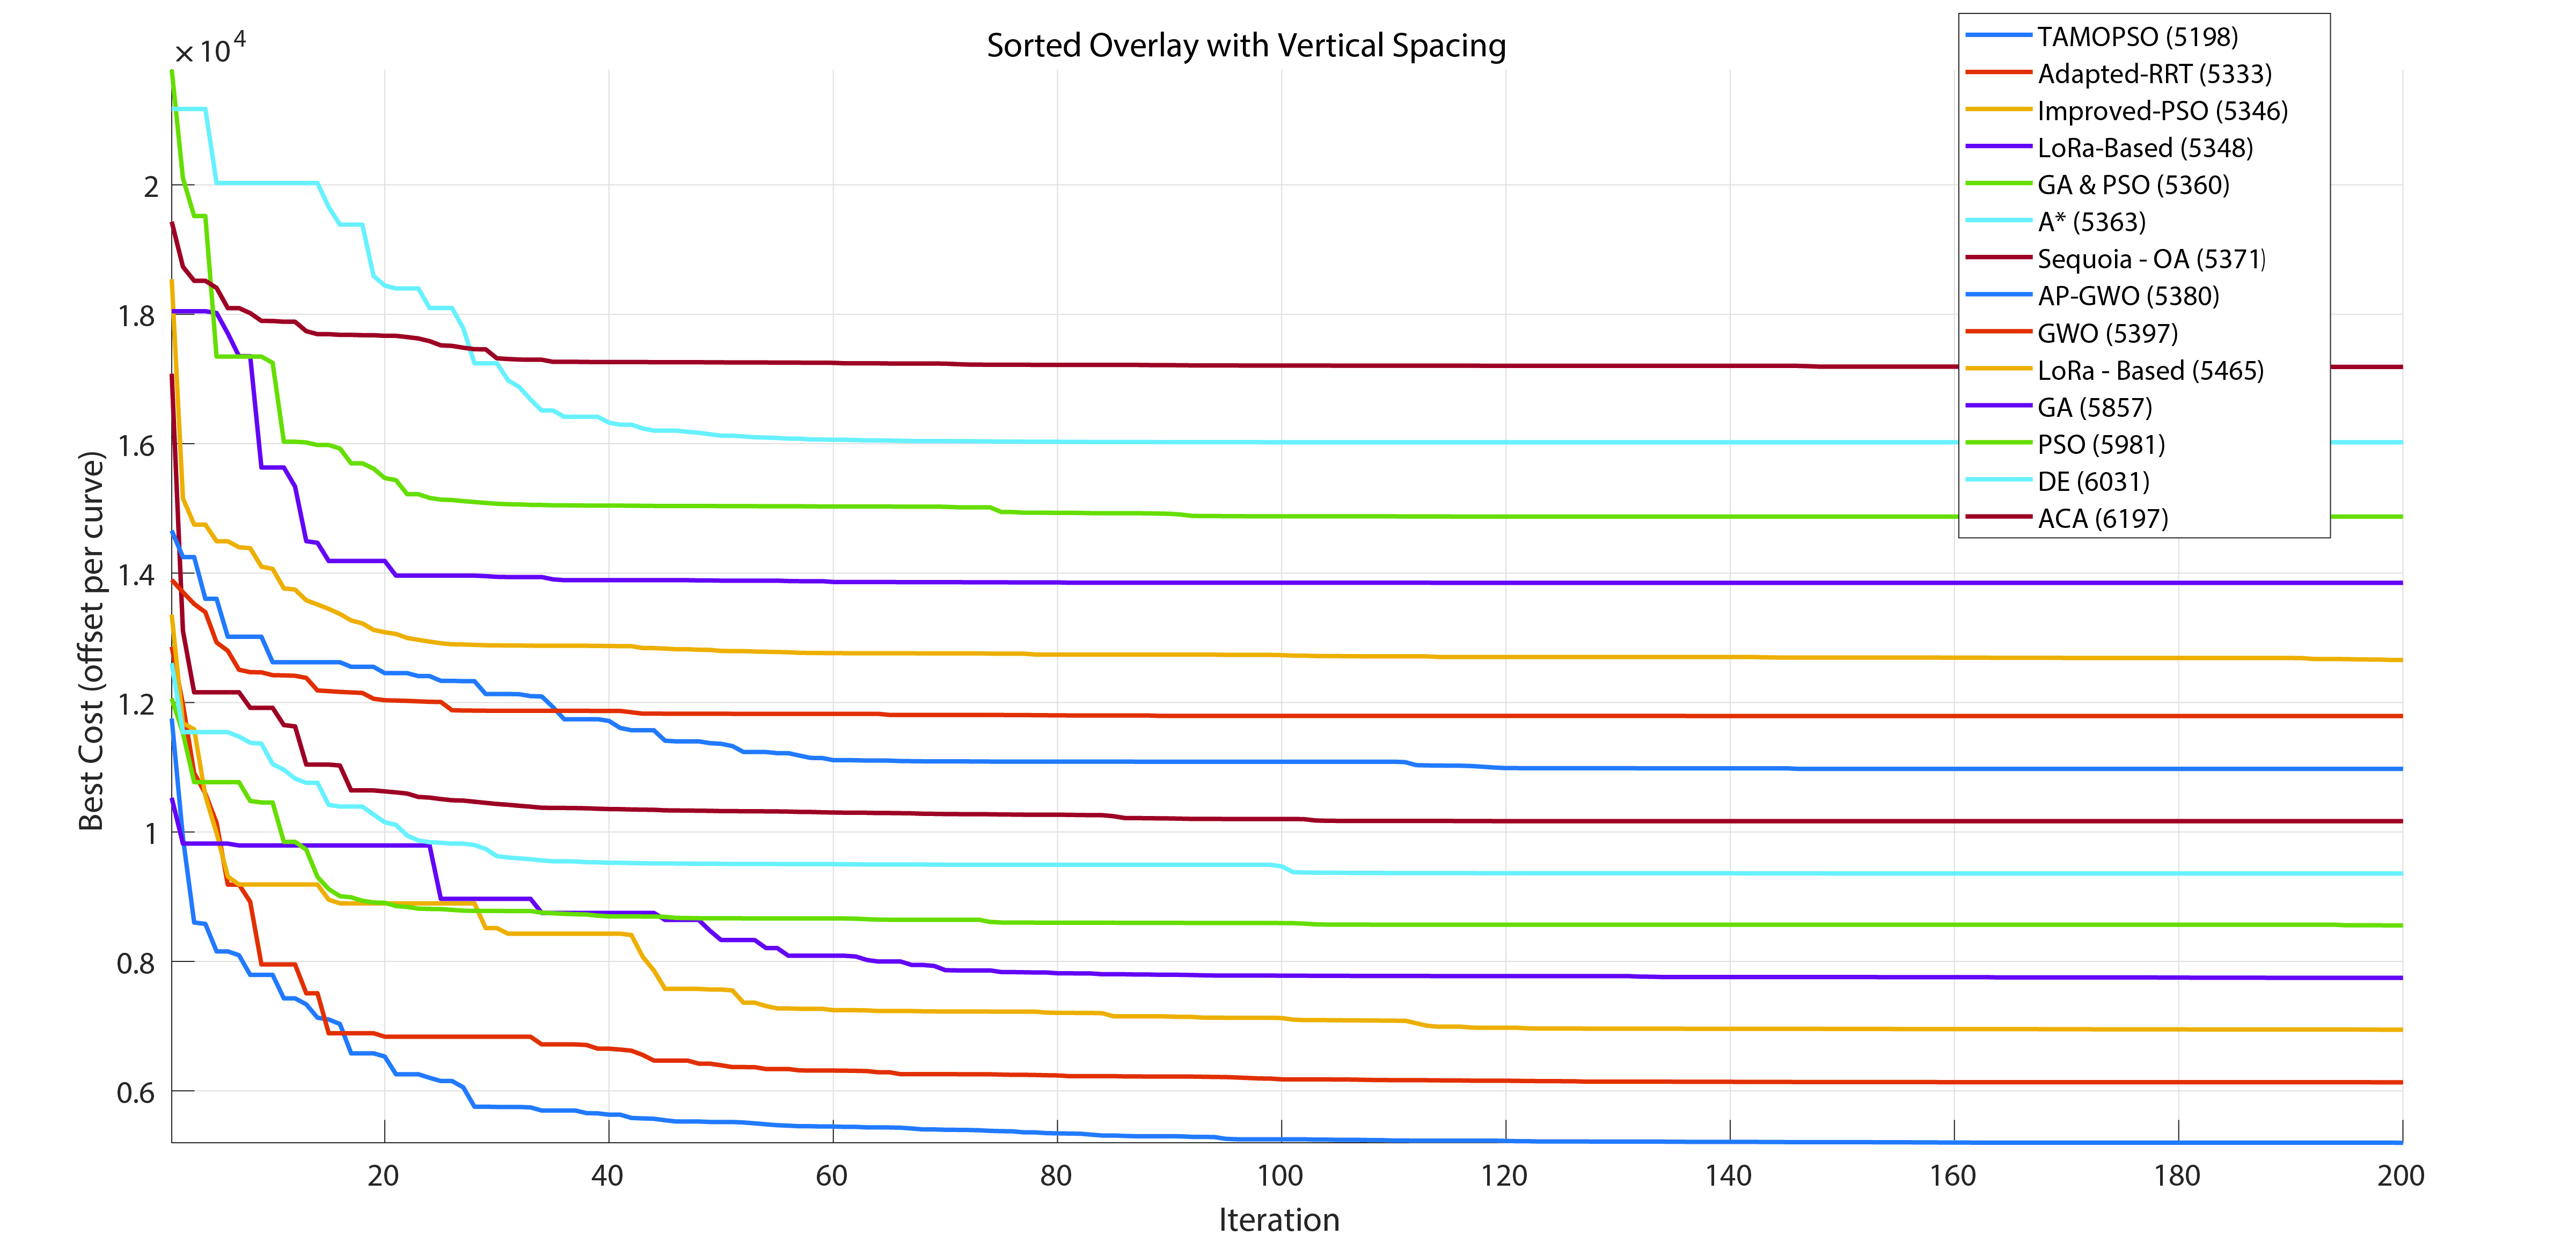 ×10⁴
Sorted Overlay with Vertical Spacing
TAMOPSO (5198)
Adapted-RRT (5333)
Improved-PSO (5346)
LoRa-Based (5348)
GA & PSO (5360)
A* (5363)
Sequoia - OA (5371)
AP-GWO (5380)
GWO (5397)
LoRa - Based (5465)
GA (5857)
PSO (5981)
DE (6031)
ACA (6197)
2
1.8
1.6
1.4
1.2
1
0.8
0.6
Best Cost (offset per curve)
20 40 60 80 100 120 140 160 180 200
Iteration